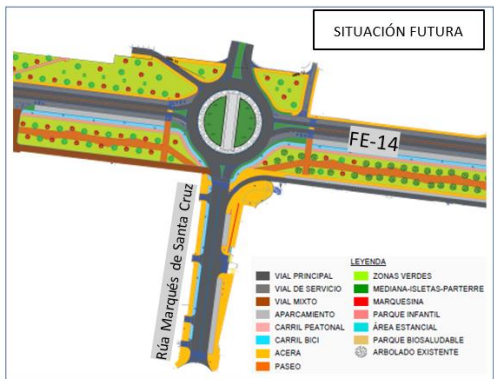 SITUACIÓN FUTURA
FE-14
Rúa Marqués de Santa Cruz
LEYENDA
VIAL PRINCIPAL
VIAL DE SERVICIO
VIAL MIXTO
APARCAMIENTO
CARRIL PEATONAL
CARRIL BICI
ACERA
PASEO
ZONAS VERDES
MEDIANA-ISLETAS-PARTERRE
MARQUESINA
PARQUE INFANTIL
ÁREA ESTANCIAL
PARQUE BIOSALUDABLE
ARBOLADO EXISTENTE